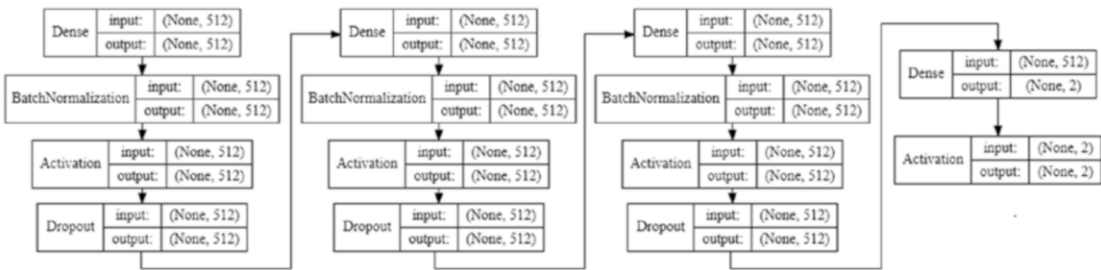 Dense input: (None, 512)
output: (None, 512)
BatchNormalization input: (None, 512)
output: (None, 512)
Activation input: (None, 512)
output: (None, 512)
Dropout input: (None, 512)
output: (None, 512)
Dense input: (None, 512)
output: (None, 512)
BatchNormalization input: (None, 512)
output: (None, 512)
Activation input: (None, 512)
output: (None, 512)
Dropout input: (None, 512)
output: (None, 512)
Dense input: (None, 512)
output: (None, 512)
BatchNormalization input: (None, 512)
output: (None, 512)
Activation input: (None, 512)
output: (None, 512)
Dropout input: (None, 512)
output: (None, 512)
Dense input: (None, 512)
output: (None, 2)
Activation input: (None, 2)
output: (None, 2)